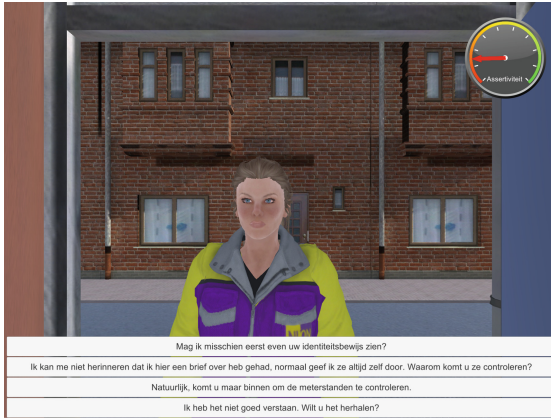 Assertiviteit
Mag ik misschien eerst even uw identiteitsbewijs zien?
Ik kan me niet herinneren dat ik hier een brief over heb gehad, normaal geef ik ze altijd zelf door. Waarom komt u ze controleren?
Natuurlijk, komt u maar binnen om de meterstanden te controleren.
Ik heb het niet goed verstaan. Wilt u het herhalen?